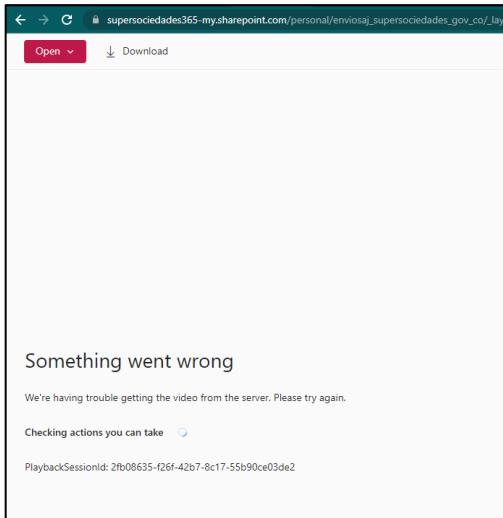 supersociedades365-my.sharepoint.com/personal/enviosaj_supersociedades_gov_co/_lay
Open Download
Something went wrong
We're having trouble getting the video from the server. Please try again.
Checking actions you can take
PlaybackSessionId: 2fb08635-f26f-42b7-8c17-55b90ce03de2